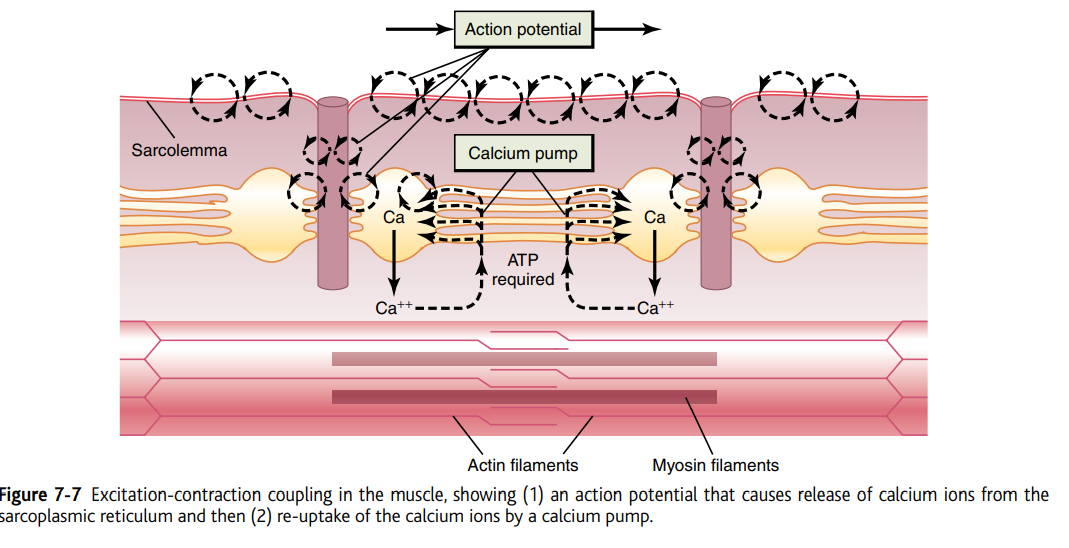 Action potential
Sarcolemma
Calcium pump
Ca
Ca
ATP
required
Ca++
Ca++
Actin filaments
Myosin filaments
Figure 7-7 Excitation-contraction coupling in the muscle, showing (1) an action potential that causes release of calcium ions from the
sarcoplasmic reticulum and then (2) re-uptake of the calcium ions by a calcium pump.